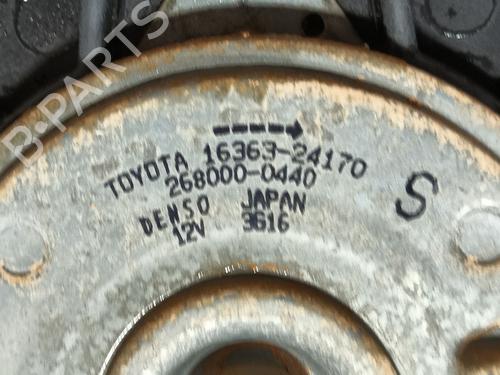 TOYOTA 16363-24170
268000-0440
DENSO JAPAN
12V 3616
S
B-PARTS